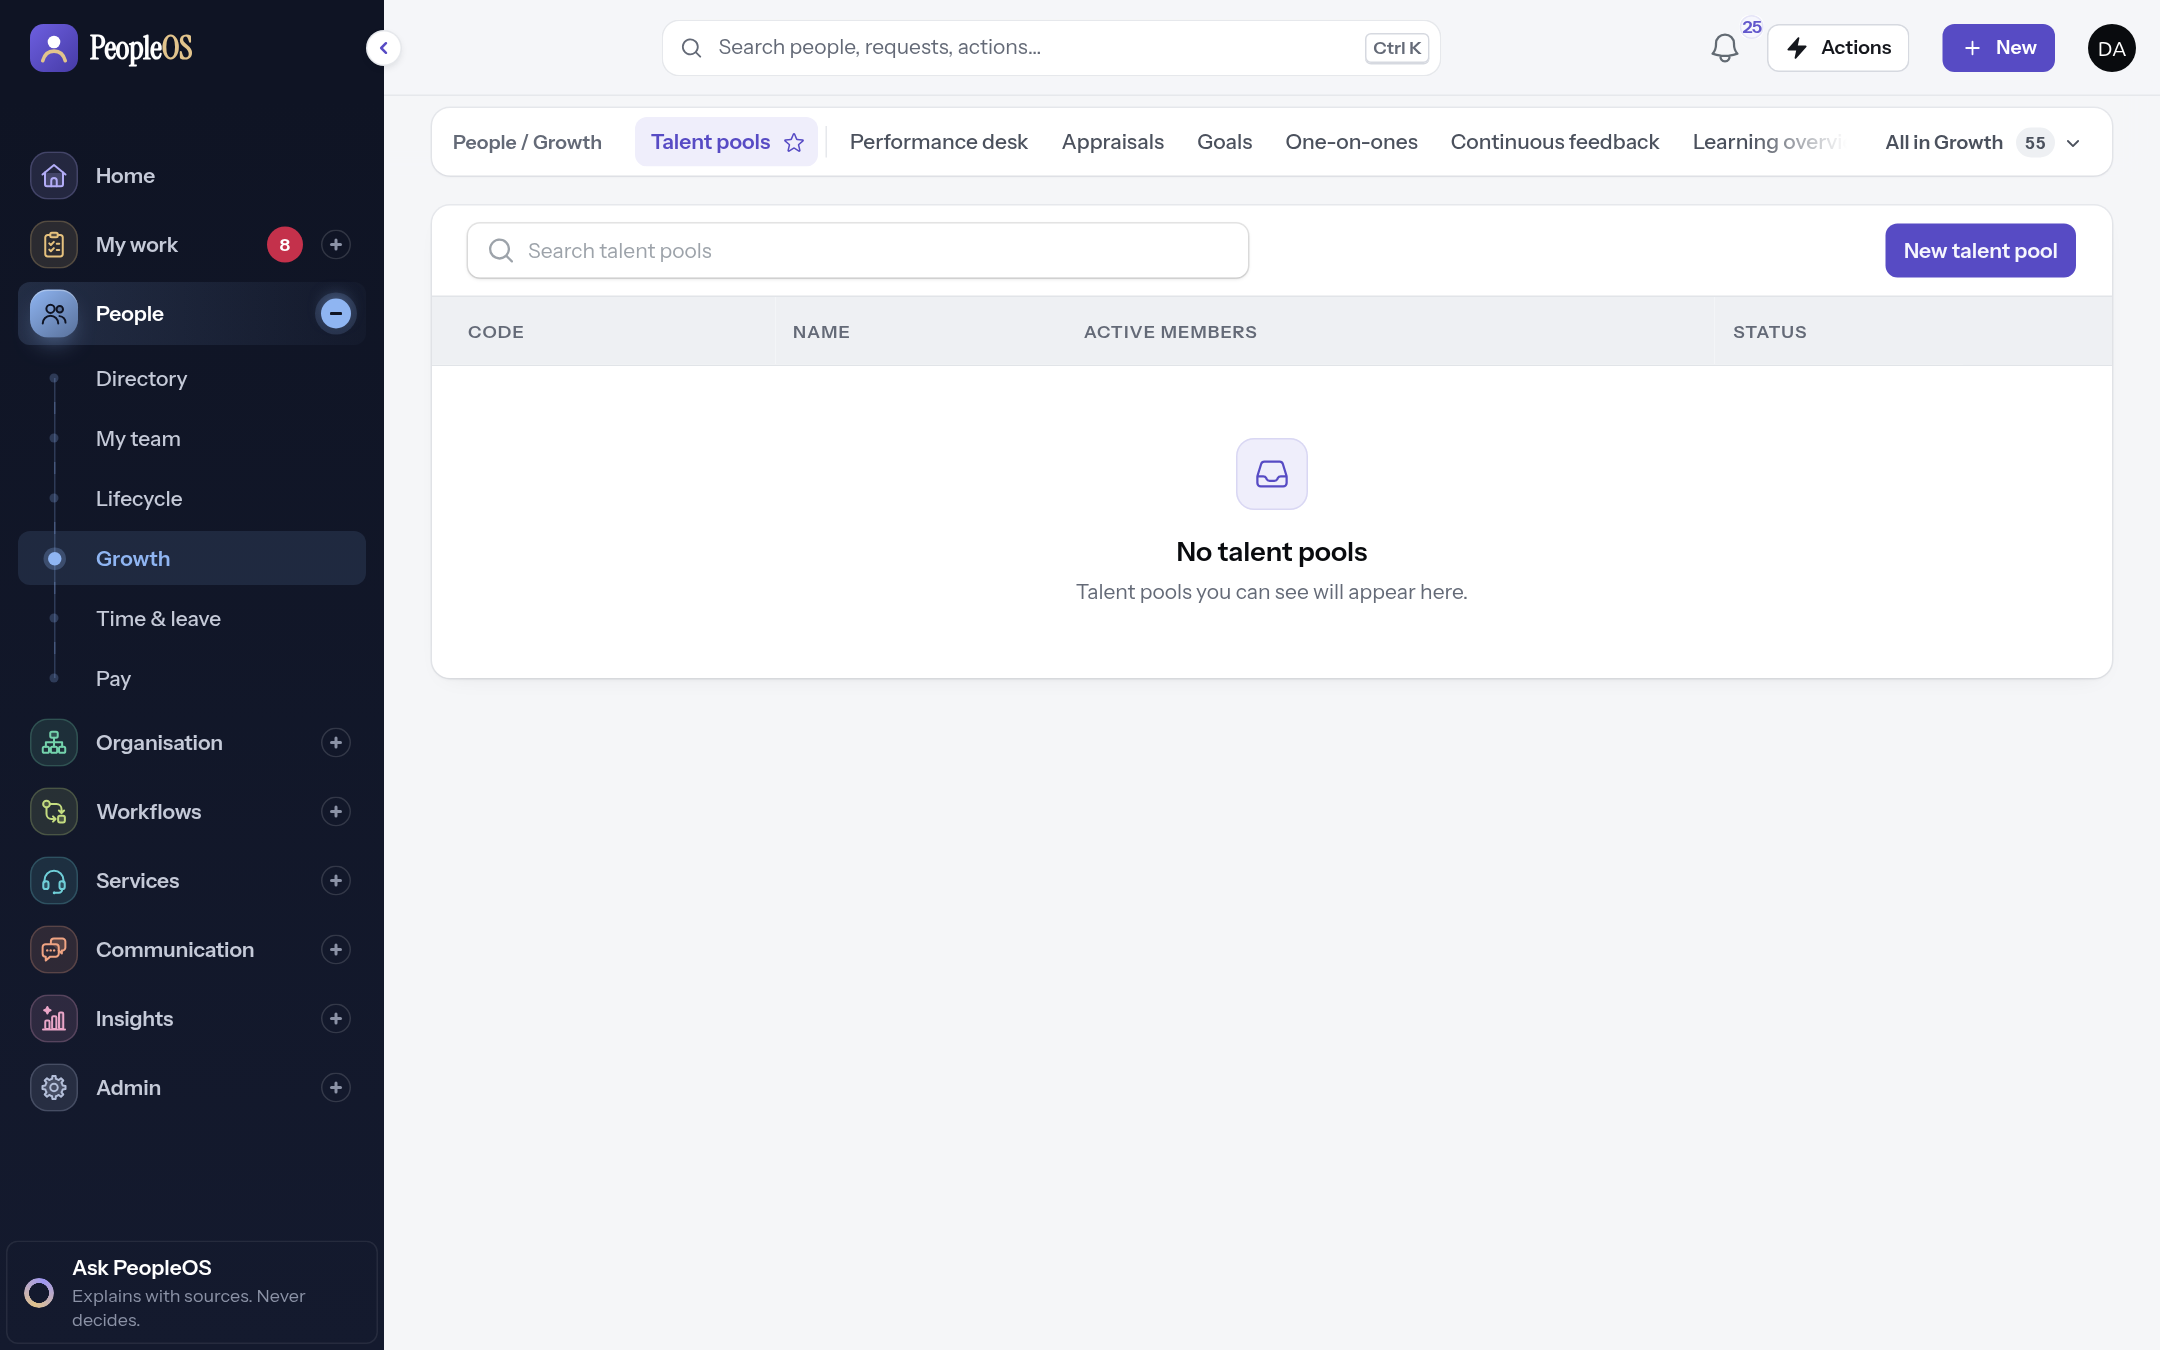 PeopleOS
Search people, requests, actions...
Ctrl K
25
Actions
New
DA
Home
My work
8
People
Directory
My team
Lifecycle
Growth
Time & leave
Pay
Organisation
Workflows
Services
Communication
Insights
Admin
Ask PeopleOS
Explains with sources. Never
decides.
People / Growth
Talent pools
Performance desk
Appraisals
Goals
One-on-ones
Continuous feedback
Learning overvi
All in Growth
55
Search talent pools
New talent pool
CODE
NAME
ACTIVE MEMBERS
STATUS
No talent pools
Talent pools you can see will appear here.